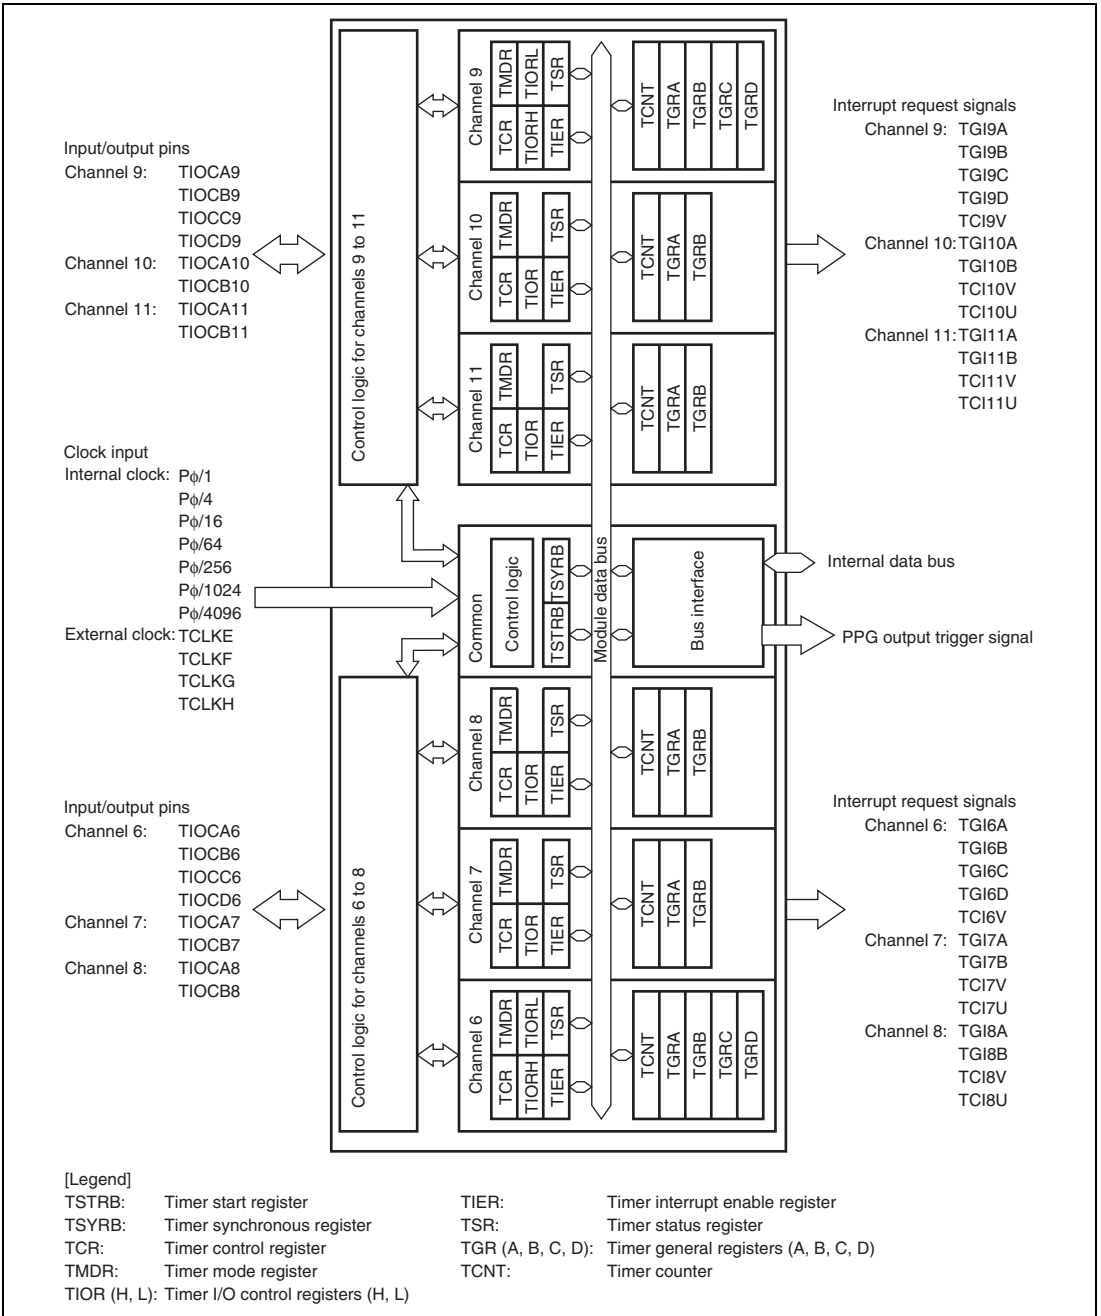 Input/output pins
Channel 9: TIOCA9
TIOCB9
TIOCC9
TIOCD9
Channel 10: TIOCA10
TIOCB10
Channel 11: TIOCA11
TIOCB11
Clock input
Internal clock: Pϕ/1
Pϕ/4
Pϕ/16
Pϕ/64
Pϕ/256
Pϕ/1024
Pϕ/4096
External clock: TCLKE
TCLKF
TCLKG
TCLKH
Input/output pins
Channel 6: TIOCA6
TIOCB6
TIOCC6
TIOCD6
Channel 7: TIOCA7
TIOCB7
Channel 8: TIOCA8
TIOCB8
Control logic for channels 9 to 11
Control logic for channels 6 to 8
Channel 9
TCR TMDR
TIORH TIORL
TIER TSR
TCNT
TGRA
TGRB
TGRC
TGRD
Channel 10
TCR TMDR
TIOR
TIER TSR
TCNT
TGRA
TGRB
Channel 11
TCR TMDR
TIOR
TIER TSR
TCNT
TGRA
TGRB
Common
Control logic
TSTRB TSYRB
Module data bus
Bus interface
Channel 8
TCR TMDR
TIOR
TIER TSR
TCNT
TGRA
TGRB
Channel 7
TCR TMDR
TIOR
TIER TSR
TCNT
TGRA
TGRB
Channel 6
TCR TMDR
TIORH TIORL
TIER TSR
TCNT
TGRA
TGRB
TGRC
TGRD
Interrupt request signals
Channel 9: TGI9A
TGI9B
TGI9C
TGI9D
TCI9V
Channel 10: TGI10A
TGI10B
TCI10V
TCI10U
Channel 11: TGI11A
TGI11B
TCI11V
TCI11U
Internal data bus
PPG output trigger signal
Interrupt request signals
Channel 6: TGI6A
TGI6B
TGI6C
TGI6D
TCI6V
Channel 7: TGI7A
TGI7B
TCI7V
TCI7U
Channel 8: TGI8A
TGI8B
TCI8V
TCI8U
[Legend]
TSTRB: Timer start register
TSYRB: Timer synchronous register
TCR: Timer control register
TMDR: Timer mode register
TIOR (H, L): Timer I/O control registers (H, L)
TIER: Timer interrupt enable register
TSR: Timer status register
TGR (A, B, C, D): Timer general registers (A, B, C, D)
TCNT: Timer counter